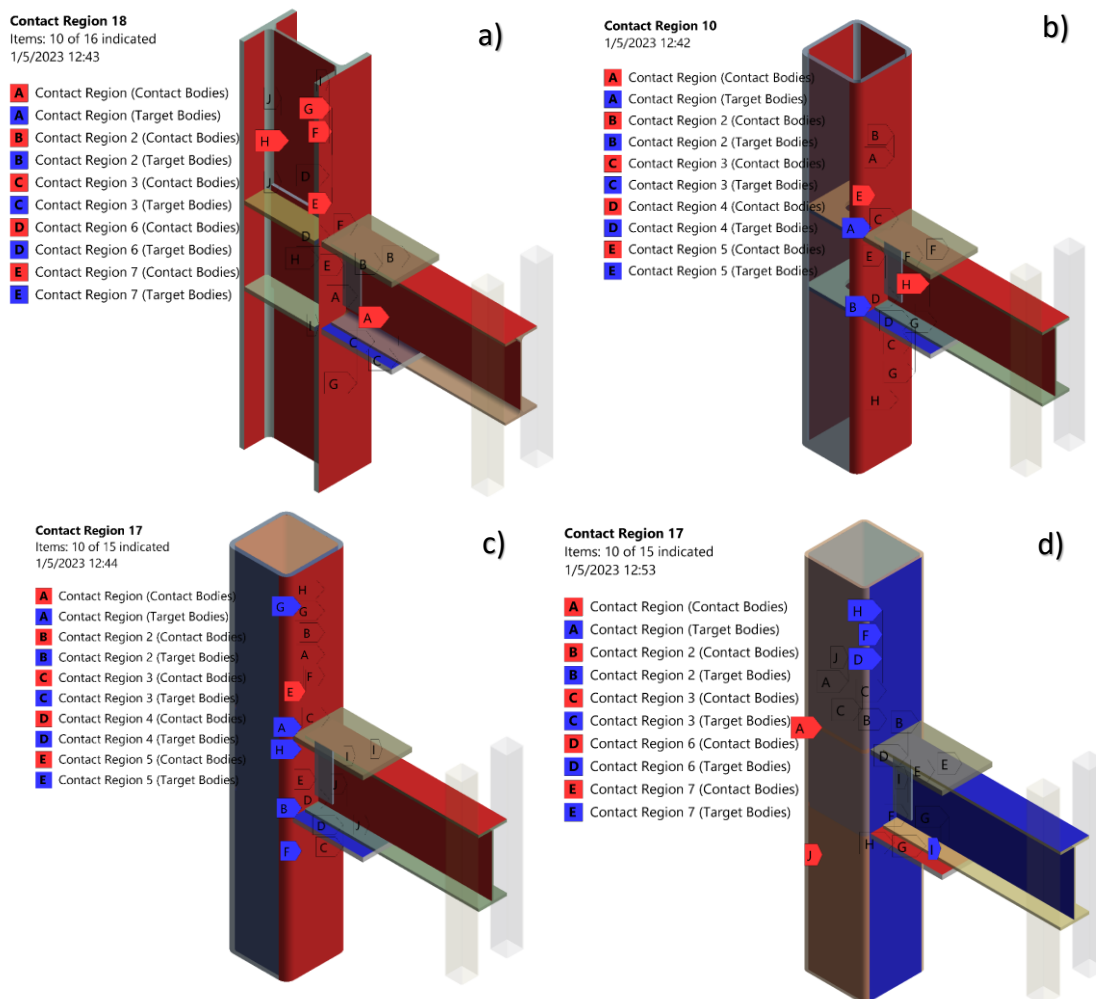 Contact Region 18
Items: 10 of 16 indicated
1/5/2023 12:43
A Contact Region (Contact Bodies)
A Contact Region (Target Bodies)
B Contact Region 2 (Contact Bodies)
B Contact Region 2 (Target Bodies)
C Contact Region 3 (Contact Bodies)
C Contact Region 3 (Target Bodies)
D Contact Region 6 (Contact Bodies)
D Contact Region 6 (Target Bodies)
E Contact Region 7 (Contact Bodies)
E Contact Region 7 (Target Bodies)
a)
J
G
F
H
D
J
E
F
D
H
E
B
B
A
A
C
C
G
Contact Region 10
1/5/2023 12:42
A Contact Region (Contact Bodies)
A Contact Region (Target Bodies)
B Contact Region 2 (Contact Bodies)
B Contact Region 2 (Target Bodies)
C Contact Region 3 (Contact Bodies)
C Contact Region 3 (Target Bodies)
D Contact Region 4 (Contact Bodies)
D Contact Region 4 (Target Bodies)
E Contact Region 5 (Contact Bodies)
E Contact Region 5 (Target Bodies)
b)
B
A
E
C
A
F
F
E
H
D
B
D
G
C
G
H
Contact Region 17
Items: 10 of 15 indicated
1/5/2023 12:44
A Contact Region (Contact Bodies)
A Contact Region (Target Bodies)
B Contact Region 2 (Contact Bodies)
B Contact Region 2 (Target Bodies)
C Contact Region 3 (Contact Bodies)
C Contact Region 3 (Target Bodies)
D Contact Region 4 (Contact Bodies)
D Contact Region 4 (Target Bodies)
E Contact Region 5 (Contact Bodies)
E Contact Region 5 (Target Bodies)
c)
H
G
G
B
A
F
E
C
A
H
I
I
E
J
D
B
D
J
C
F
Contact Region 17
Items: 10 of 15 indicated
1/5/2023 12:53
A Contact Region (Contact Bodies)
A Contact Region (Target Bodies)
B Contact Region 2 (Contact Bodies)
B Contact Region 2 (Target Bodies)
C Contact Region 3 (Contact Bodies)
C Contact Region 3 (Target Bodies)
D Contact Region 6 (Contact Bodies)
D Contact Region 6 (Target Bodies)
E Contact Region 7 (Contact Bodies)
E Contact Region 7 (Target Bodies)
d)
H
F
J
D
A
C
C
B
B
A
D
E
E
I
F
G
H
G
I
J